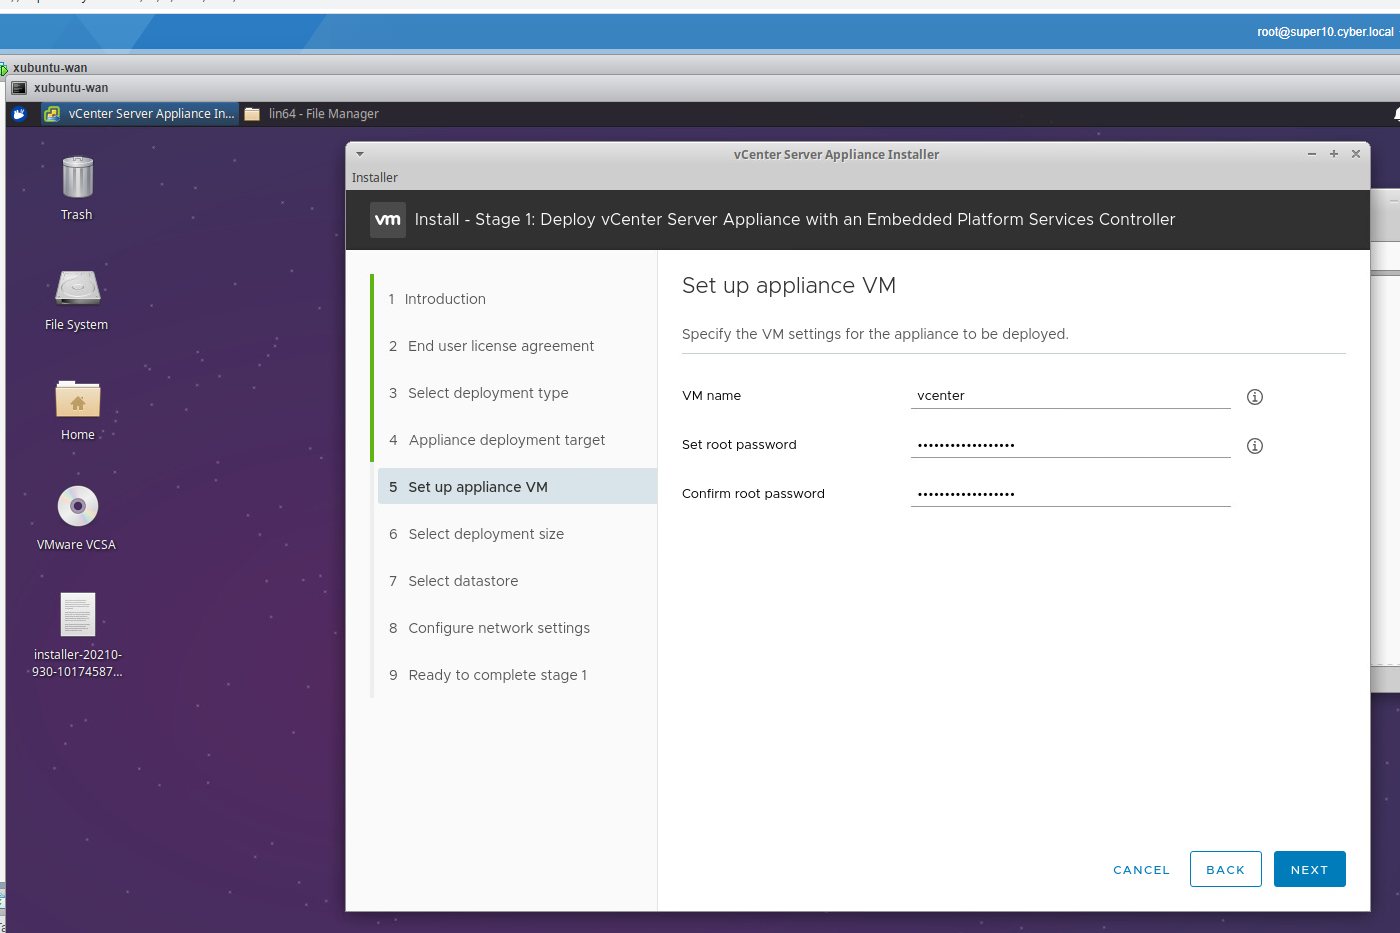 root@super10.cyber.local
xubuntu-wan
xubuntu-wan
vCenter Server Appliance In...
lin64 - File Manager
Trash
File System
Home
VMware VCSA
installer-20210-
930-10174587...
vCenter Server Appliance Installer
Installer
vm Install - Stage 1: Deploy vCenter Server Appliance with an Embedded Platform Services Controller
1 Introduction
2 End user license agreement
3 Select deployment type
4 Appliance deployment target
5 Set up appliance VM
6 Select deployment size
7 Select datastore
8 Configure network settings
9 Ready to complete stage 1
Set up appliance VM
Specify the VM settings for the appliance to be deployed.
VM name vcenter
Set root password ••••••••••••••••••
Confirm root password ••••••••••••••••••
CANCEL BACK NEXT